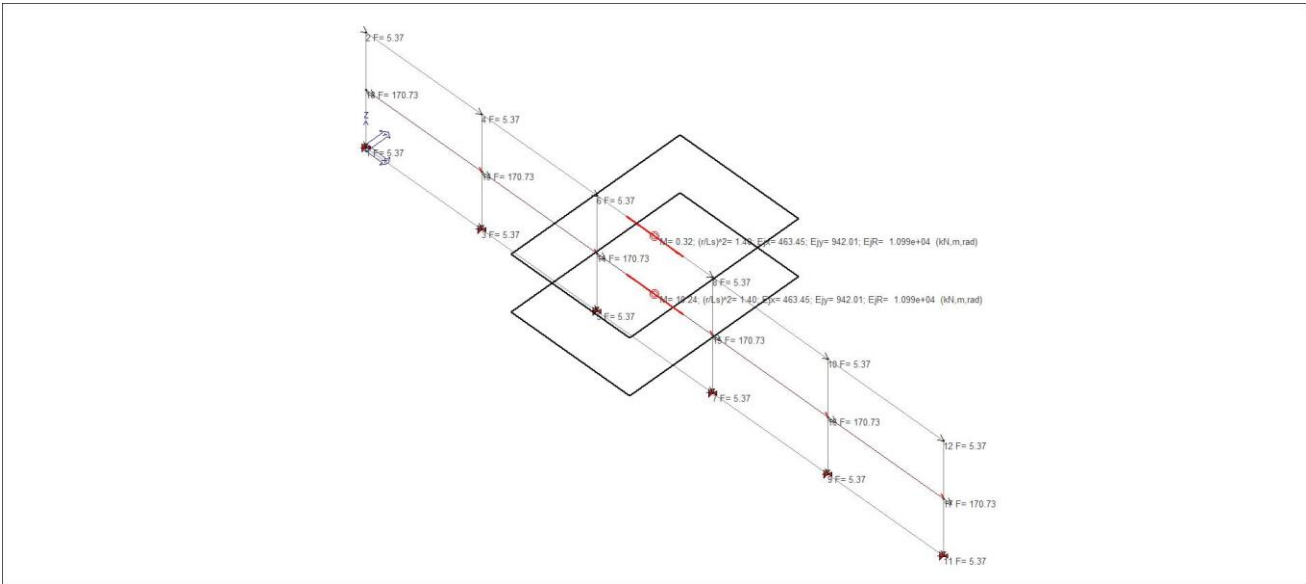 2 F= 5.37
18 F= 170.73
4 F= 5.37
Z
1 F= 5.37
13 F= 170.73
6 F= 5.37
3 F= 5.37
M= 0.32; (r/Ls)^2= 1.40; Ejx= 463.45; Ejy= 942.01; EjR= 1.099e+04 (kN,m,rad)
14 F= 170.73
8 F= 5.37
M= 10.24; (r/Ls)^2= 1.40; Ejx= 463.45; Ejy= 942.01; EjR= 1.099e+04 (kN,m,rad)
5 F= 5.37
15 F= 170.73
10 F= 5.37
7 F= 5.37
16 F= 170.73
12 F= 5.37
9 F= 5.37
17 F= 170.73
11 F= 5.37